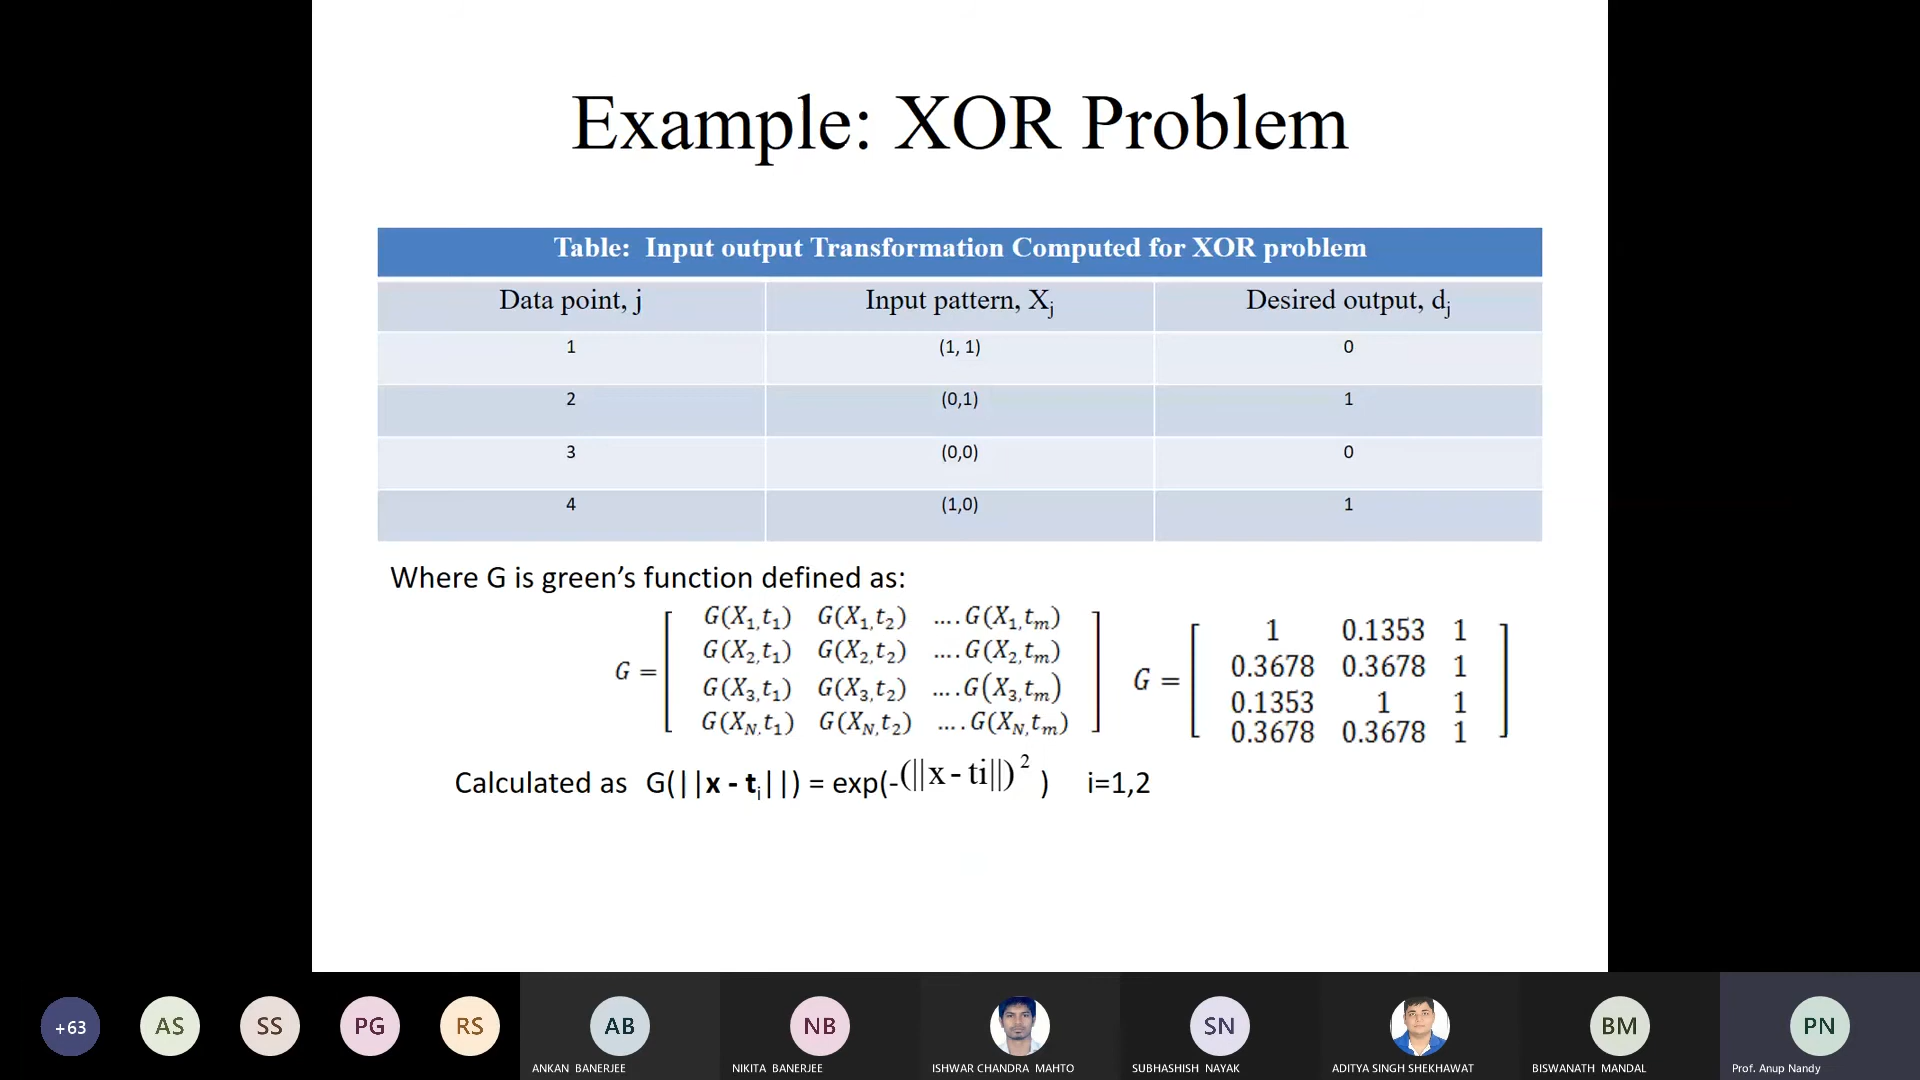 Example: XOR Problem
Table: Input output Transformation Computed for XOR problem
Data point, j Input pattern, Xj Desired output, dj
1 (1, 1) 0
2 (0,1) 1
3 (0,0) 0
4 (1,0) 1
Where G is green's function defined as:
G = [ G(X1,t1) G(X1,t2) ....G(X1,tm)
G(X2,t1) G(X2,t2) ....G(X2,tm)
G(X3,t1) G(X3,t2) ....G(X3,tm)
G(XN,t1) G(XN,t2) ....G(XN,tm) ]
G = [ 1 0.1353 1
0.3678 0.3678 1
0.1353 1 1
0.3678 0.3678 1 ]
Calculated as G(||x - ti||) = exp(-(||x - ti||)² ) i=1,2
+63 AS SS PG RS AB NB SN BM PN
ANKAN BANERJEE NIKITA BANERJEE ISHWAR CHANDRA MAHTO SUBHASHISH NAYAK ADITYA SINGH SHEKHAWAT BISWANATH MANDAL Prof. Anup Nandy